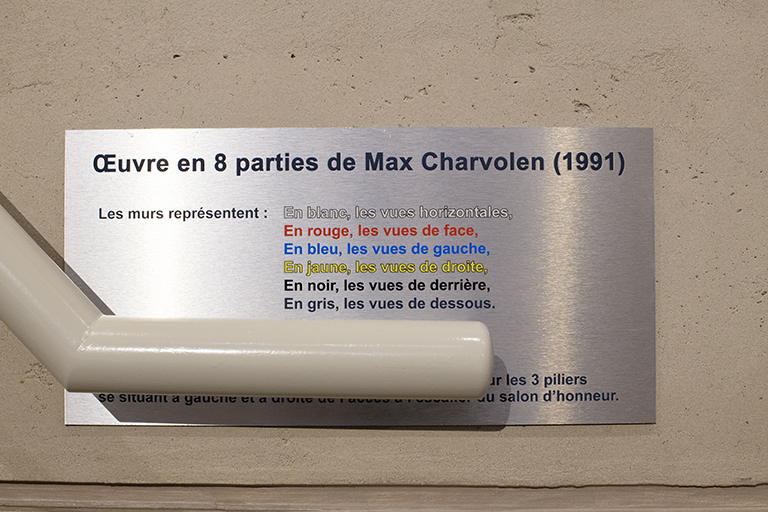 Œuvre en 8 parties de Max Charvolen (1991)
Les murs représentent : En blanc, les vues horizontales,
En rouge, les vues de face,
En bleu, les vues de gauche,
En jaune, les vues de droite,
En noir, les vues de derrière,
En gris, les vues de dessous.
les 3 piliers
se situant à gauche et à droite de l'accès à l'escalier du salon d'honneur.